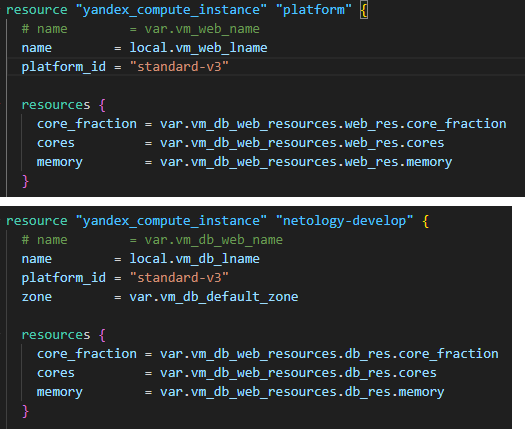 resource "yandex_compute_instance" "platform" {
  # name         = var.vm_web_name
  name        = local.vm_web_lname
  platform_id = "standard-v3"
  resources {
    core_fraction = var.vm_db_web_resources.web_res.core_fraction
    cores         = var.vm_db_web_resources.web_res.cores
    memory        = var.vm_db_web_resources.web_res.memory
  }
resource "yandex_compute_instance" "netology-develop" {
  # name         = var.vm_db_web_name
  name        = local.vm_db_lname
  platform_id = "standard-v3"
  zone        = var.vm_db_default_zone
  resources {
    core_fraction = var.vm_db_web_resources.db_res.core_fraction
    cores         = var.vm_db_web_resources.db_res.cores
    memory        = var.vm_db_web_resources.db_res.memory
  }